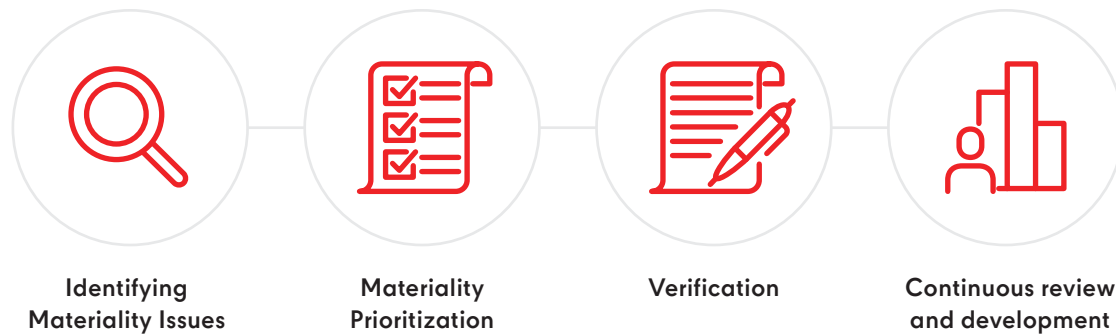 Identifying
Materiality Issues
Materiality
Prioritization
Verification
Continuous review
and development